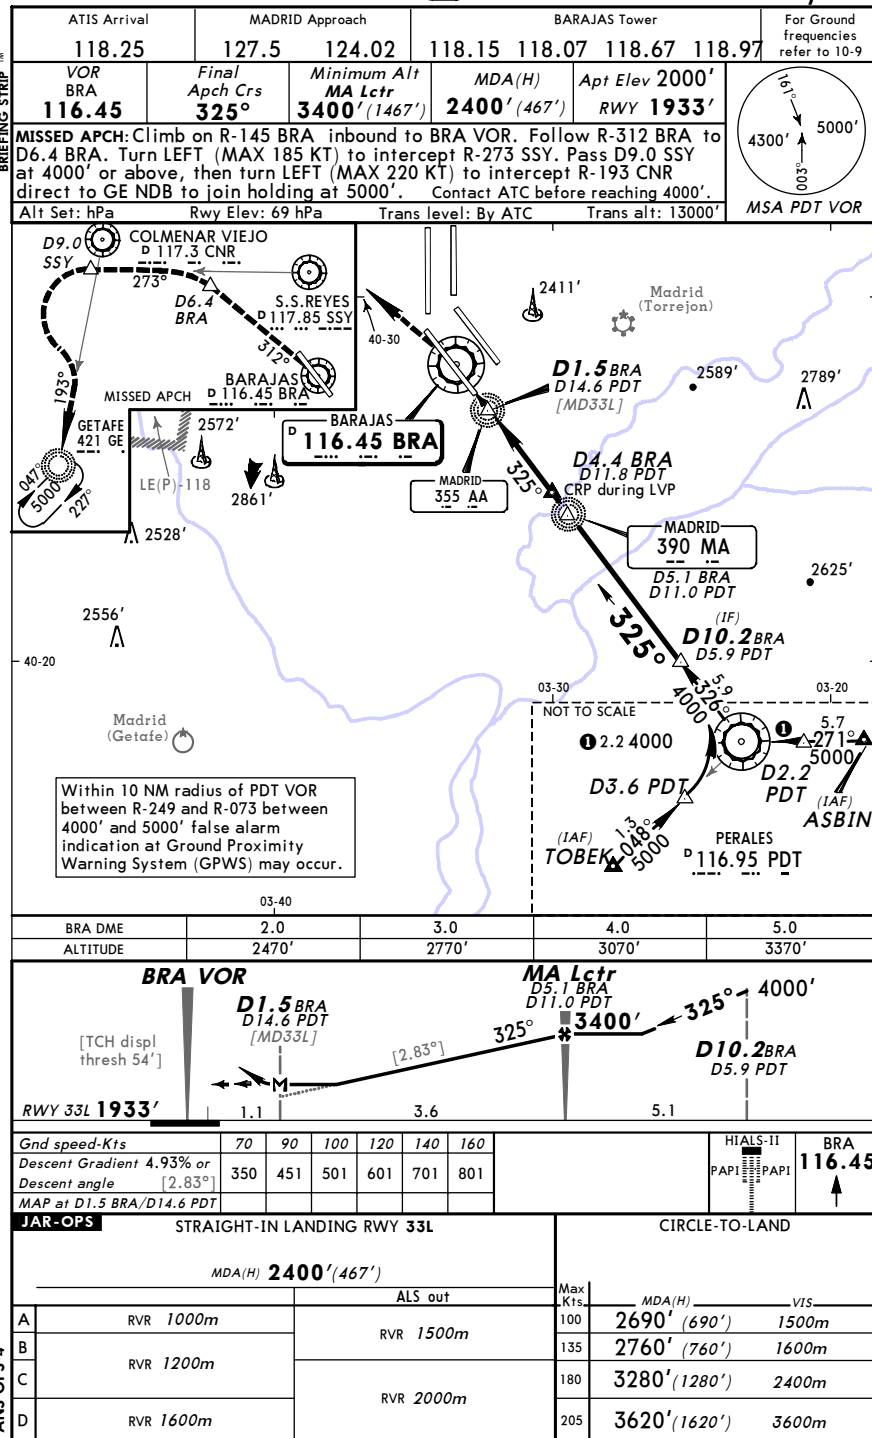 ATIS Arrival MADRID Approach BARAJAS Tower For Ground
frequencies
refer to 10-9
118.25 127.5 124.02 118.15 118.07 118.67 118.97
BRIEFING STRIP TM
VOR
BRA
116.45
Final
Apch Crs
325°
Minimum Alt
MA Lctr
3400' (1467')
MDA(H)
2400' (467')
Apt Elev 2000'
RWY 1933'
161°
4300' 5000'
003°
MSA PDT VOR
MISSED APCH: Climb on R-145 BRA inbound to BRA VOR. Follow R-312 BRA to
D6.4 BRA. Turn LEFT (MAX 185 KT) to intercept R-273 SSY. Pass D9.0 SSY
at 4000' or above, then turn LEFT (MAX 220 KT) to intercept R-193 CNR
direct to GE NDB to join holding at 5000'. Contact ATC before reaching 4000'.
Alt Set: hPa Rwy Elev: 69 hPa Trans level: By ATC Trans alt: 13000'
D9.0
SSY
COLMENAR VIEJO
D 117.3 CNR
273°
D6.4
BRA
S.S.REYES
D 117.85 SSY
312°
193°
BARAJAS
D 116.45 BRA
MISSED APCH
GETAFE
421 GE
047°
5000
227°
LE(P)-118
40-30
2411'
Madrid
(Torrejon)
D1.5 BRA
D14.6 PDT
[MD33L]
2589'
2789'
BARAJAS
D 116.45 BRA
2572'
2861'
2528'
MADRID
355 AA
325°
D4.4 BRA
D11.8 PDT
CRP during LVP
MADRID
390 MA
D5.1 BRA
D11.0 PDT
2625'
2556'
325°
(IF)
D10.2 BRA
D5.9 PDT
40-20
5.9
326°
4000
03-30
03-20
NOT TO SCALE
1 2.2 4000
1
5.7
271°
5000
D2.2
PDT
(IAF)
ASBIN
D3.6 PDT
1.3
048°
5000
(IAF)
TOBEK
PERALES
D 116.95 PDT
Madrid
(Getafe)
Within 10 NM radius of PDT VOR
between R-249 and R-073 between
4000' and 5000' false alarm
indication at Ground Proximity
Warning System (GPWS) may occur.
03-40
BRA DME 2.0 3.0 4.0 5.0
ALTITUDE 2470' 2770' 3070' 3370'
BRA VOR
D1.5 BRA
D14.6 PDT
[MD33L]
MA Lctr
D5.1 BRA
D11.0 PDT
3400'
325°
4000'
325°
[2.83°]
D10.2 BRA
D5.9 PDT
[TCH displ
thresh 54']
M
RWY 33L 1933' 1.1 3.6 5.1
Gnd speed-Kts 70 90 100 120 140 160
Descent Gradient 4.93% or
Descent angle [2.83°] 350 451 501 601 701 801
MAP at D1.5 BRA/D14.6 PDT
HIALS-II
PAPI PAPI
BRA
116.45
JAR-OPS STRAIGHT-IN LANDING RWY 33L CIRCLE-TO-LAND
MDA(H) 2400' (467')
ALS out
Max
Kts. MDA(H) VIS
A RVR 1000m RVR 1500m 100 2690' (690') 1500m
B RVR 1200m 135 2760' (760') 1600m
C RVR 2000m 180 3280' (1280') 2400m
D RVR 1600m 205 3620' (1620') 3600m